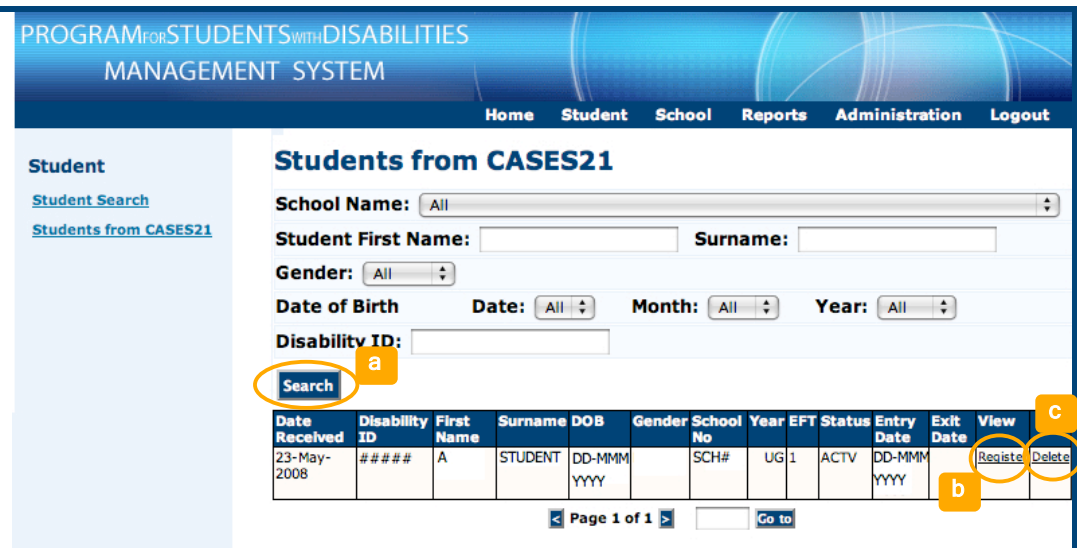 PROGRAMFORSTUDENTSWITHDISABILITIES
MANAGEMENT SYSTEM
Home Student School Reports Administration Logout
Student
Student Search
Students from CASES21
Students from CASES21
School Name: All
Student First Name: Surname:
Gender: All
Date of Birth Date: All Month: All Year: All
Disability ID:
a
Search
c
Date Received Disability ID First Name Surname DOB Gender School No Year EFT Status Entry Date Exit Date View
23-May-2008 ##### A STUDENT DD-MMM YYYY SCH# UG 1 ACTV DD-MMM YYYY Registe Delete
b
< Page 1 of 1 > Go to